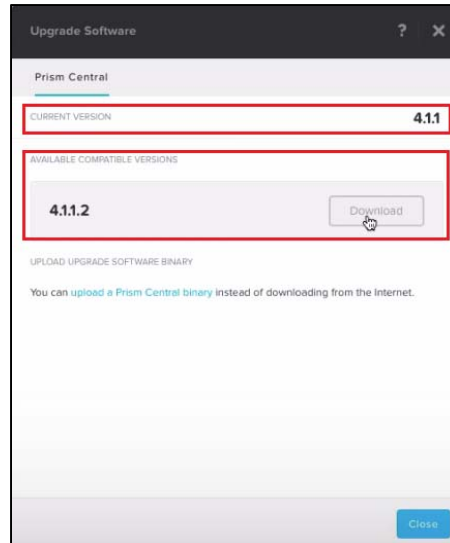 Upgrade Software ? ×
Prism Central
CURRENT VERSION 4.1.1
AVAILABLE COMPATIBLE VERSIONS
4.1.1.2 Download
UPLOAD UPGRADE SOFTWARE BINARY
You can upload a Prism Central binary instead of downloading from the Internet.
Close